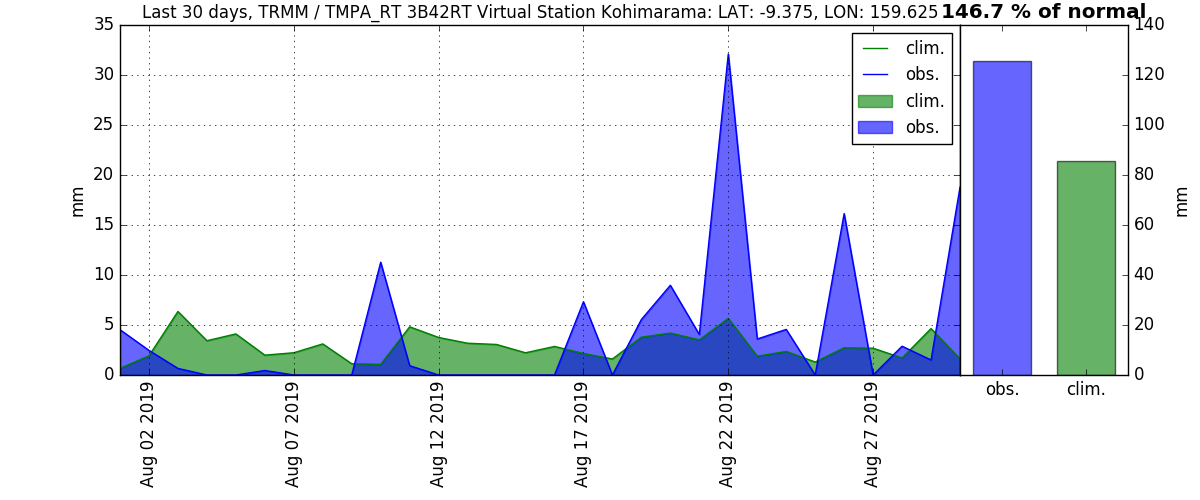 Last 30 days, TRMM / TMPA_RT 3B42RT Virtual Station Kohimarama: LAT: -9.375, LON: 159.625
146.7 % of normal
35
30
25
20
15
10
5
0
mm
clim.
obs.
clim.
obs.
Aug 02 2019
Aug 07 2019
Aug 12 2019
Aug 17 2019
Aug 22 2019
Aug 27 2019
140
120
100
80
60
40
20
0
mm
obs.
clim.